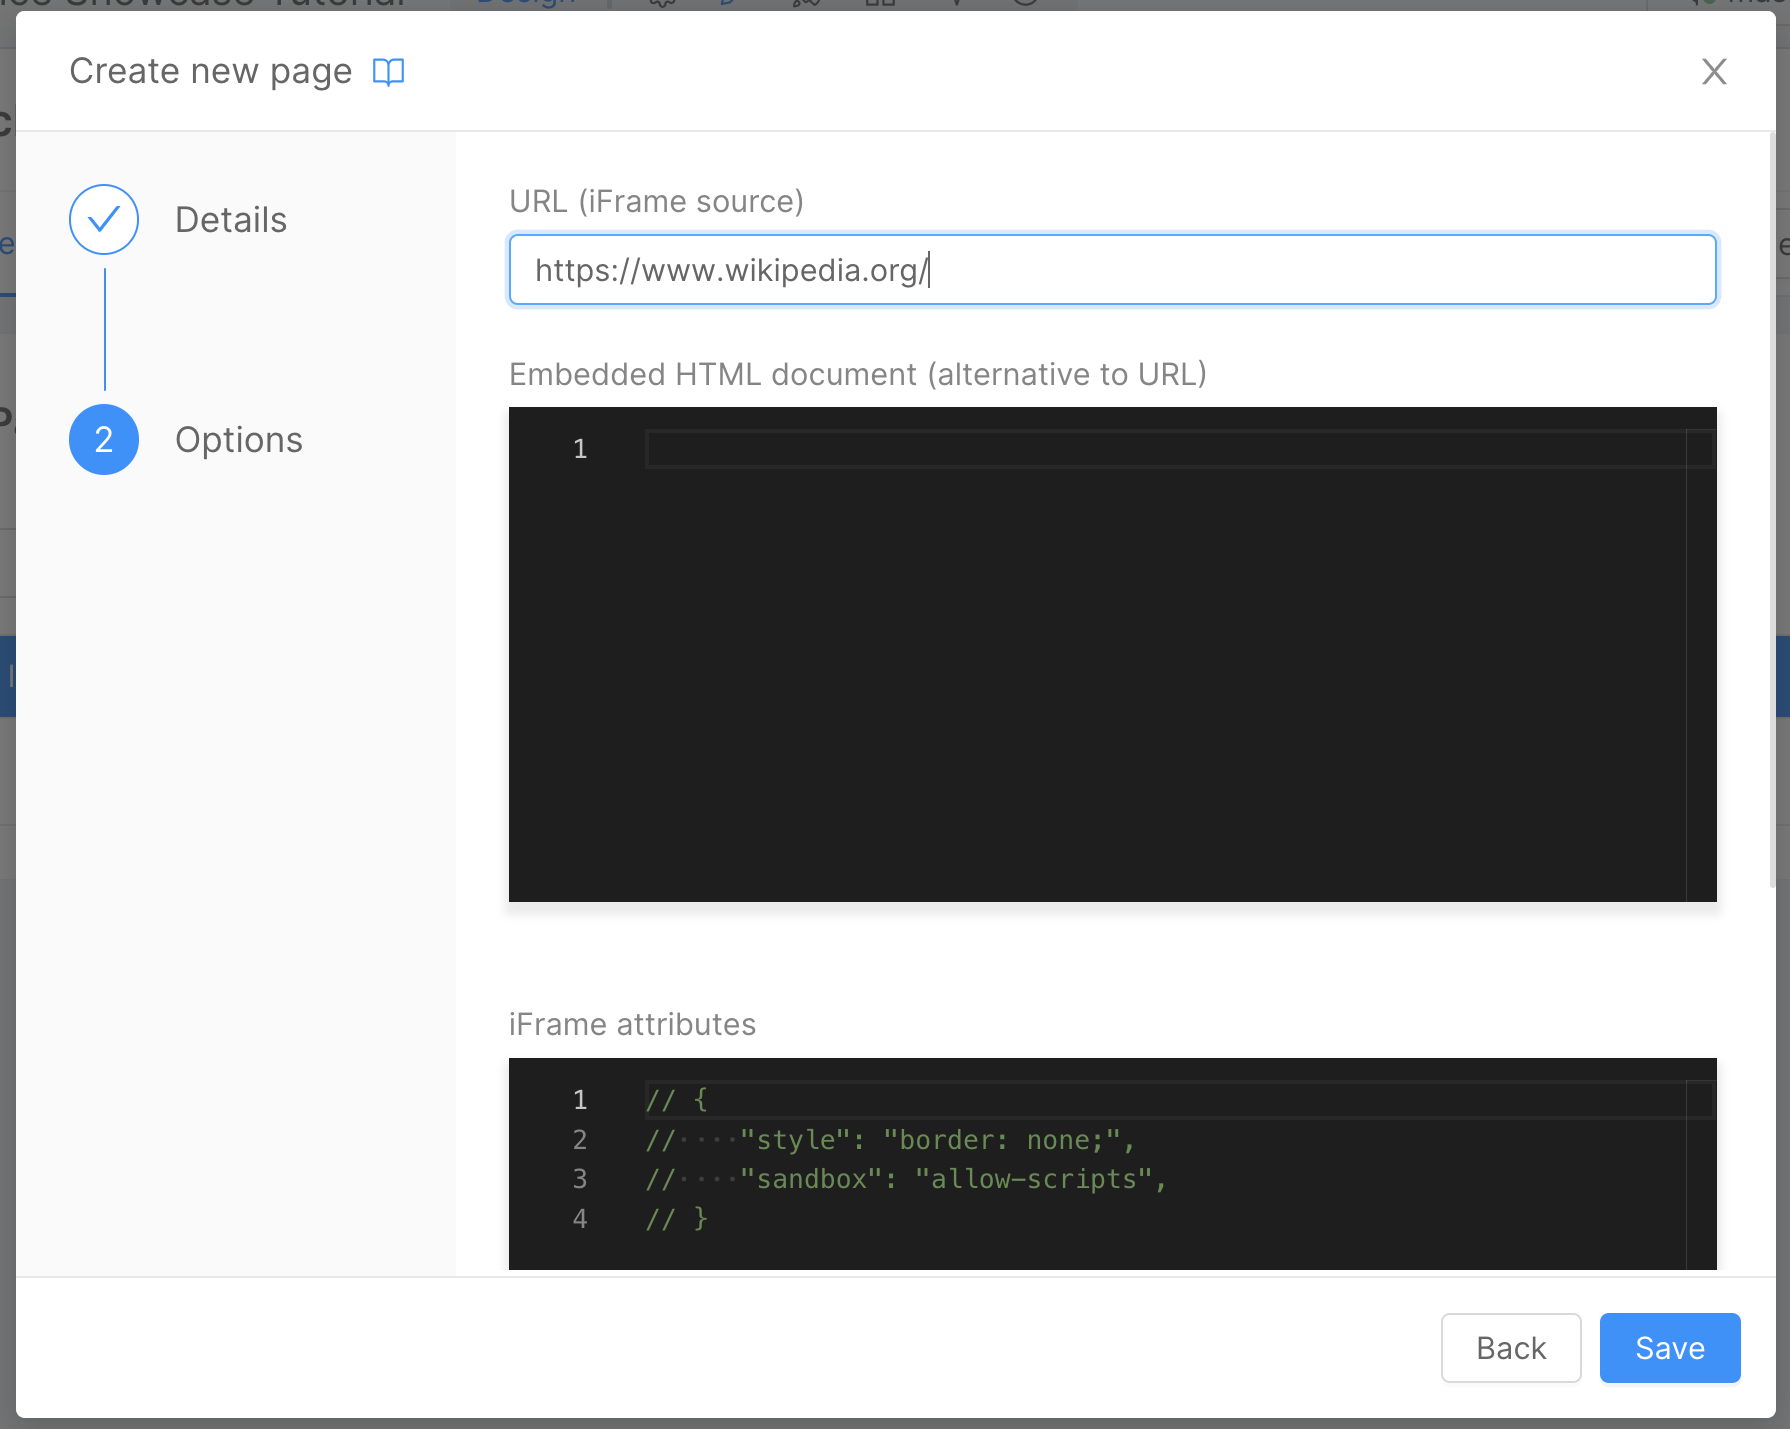 Design
Create new page
Details
2 Options
URL (iFrame source)
https://www.wikipedia.org/
Embedded HTML document (alternative to URL)
1
iFrame attributes
1 // {
2 //····"style": "border: none;",
3 //····"sandbox": "allow-scripts",
4 // }
Back
Save